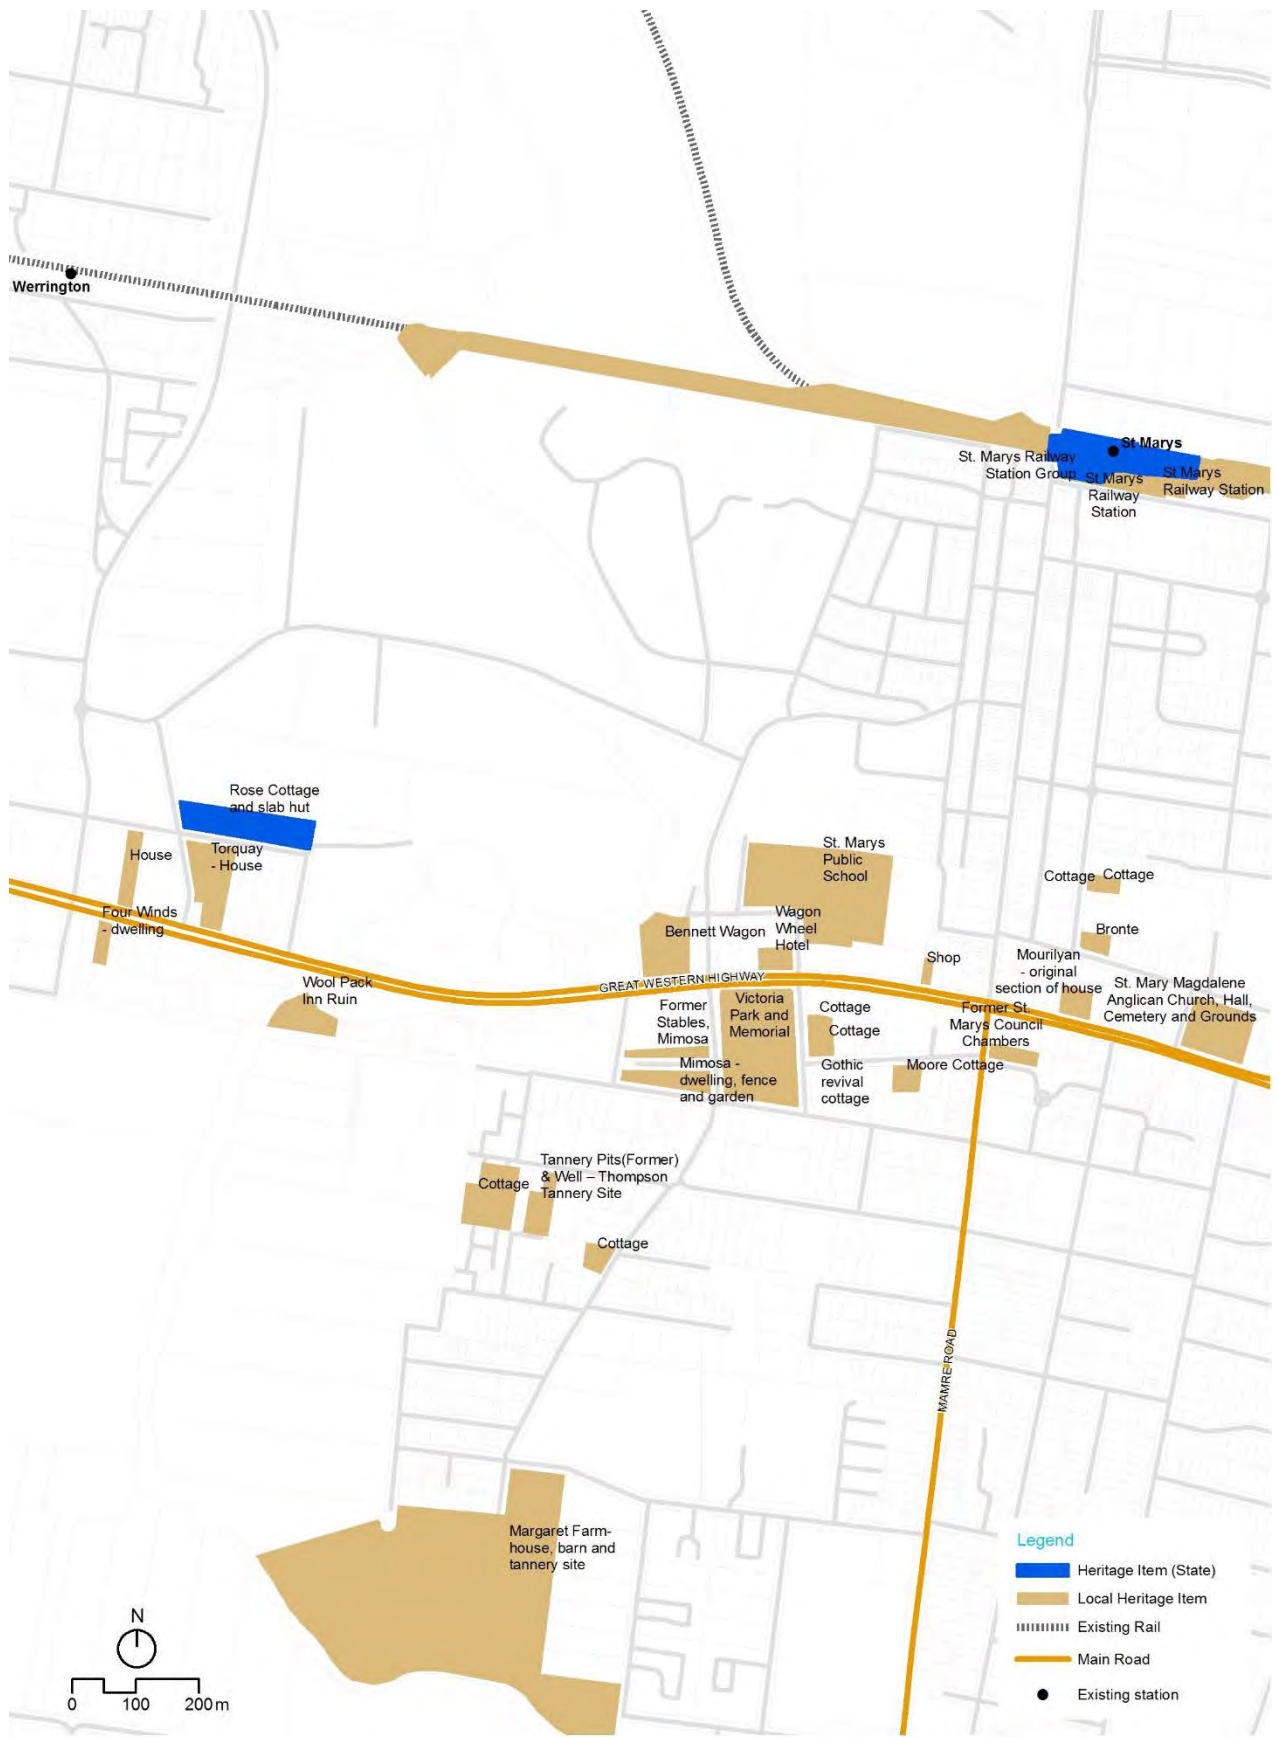 Werrington
St Marys
St. Marys Railway
Station Group
St Marys
Railway
Station
St Marys
Railway Station
Rose Cottage
and slab hut
House
Torquay
- House
Four Winds
- dwelling
Wool Pack
Inn Ruin
St. Marys
Public
School
Cottage
Cottage
Bennett Wagon
Wagon
Wheel
Hotel
Bronte
Shop
Mourilyan
- original
section of house
St. Mary Magdalene
Anglican Church, Hall,
Cemetery and Grounds
GREAT WESTERN HIGHWAY
Former
Stables,
Mimosa
Victoria
Park and
Memorial
Cottage
Cottage
Former St.
Marys Council
Chambers
Mimosa -
dwelling, fence
and garden
Gothic
revival
cottage
Moore Cottage
Tannery Pits(Former)
& Well – Thompson
Tannery Site
Cottage
Cottage
MAMRE ROAD
Margaret Farm-
house, barn and
tannery site
Legend
Heritage Item (State)
Local Heritage Item
Existing Rail
Main Road
Existing station
N
0 100 200m